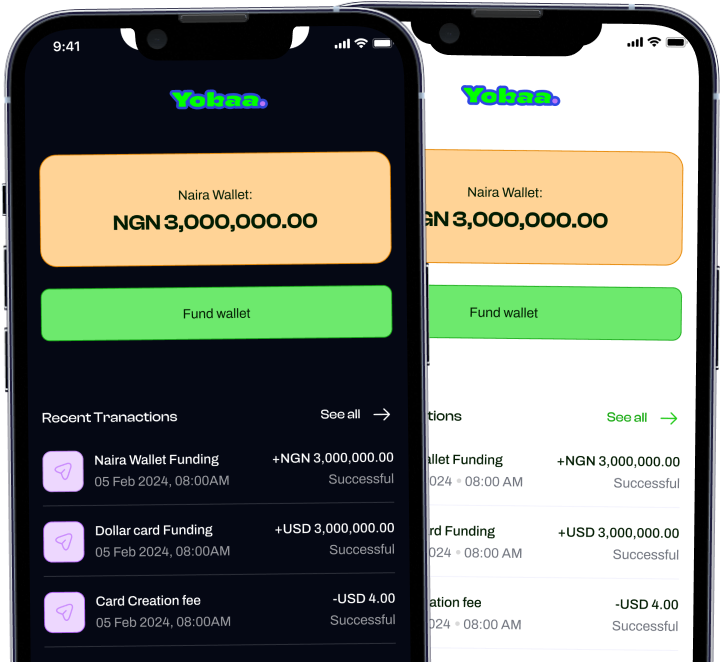 9:41
Yobaa.
Naira Wallet:
NGN 3,000,000.00
Fund wallet
Recent Tranactions
See all
Naira Wallet Funding
+NGN 3,000,000.00
05 Feb 2024, 08:00AM
Successful
Dollar card Funding
+USD 3,000,000.00
05 Feb 2024, 08:00AM
Successful
Card Creation fee
-USD 4.00
05 Feb 2024, 08:00AM
Successful
Yobaa.
Naira Wallet:
GN 3,000,000.00
Fund wallet
tions
See all
allet Funding
+NGN 3,000,000.00
024 • 08:00 AM
Successful
rd Funding
+USD 3,000,000.00
024 • 08:00 AM
Successful
ation fee
-USD 4.00
024 • 08:00 AM
Successful